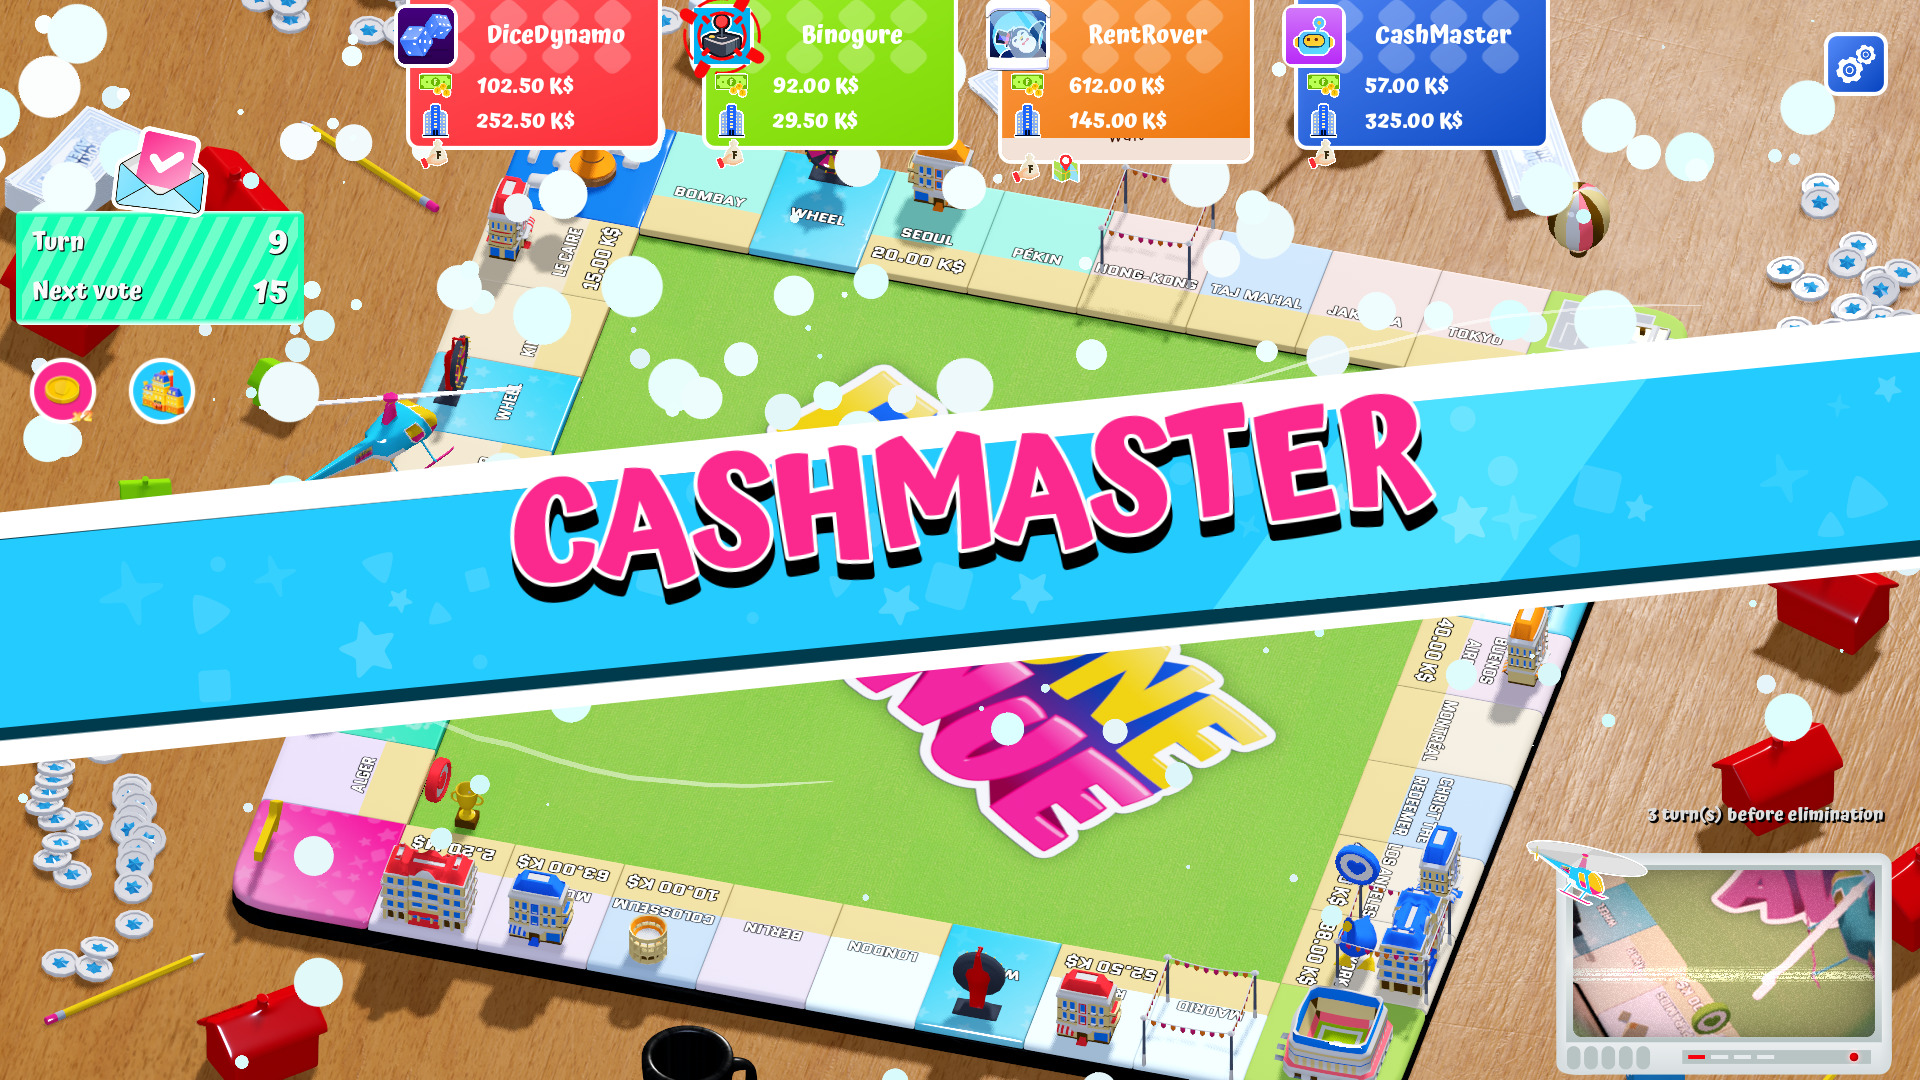 DiceDynamo
102.50 K$
252.50 K$
Binogure
92.00 K$
29.50 K$
RentRover
612.00 K$
145.00 K$
CashMaster
57.00 K$
325.00 K$
Turn 9
Next vote 15
BOMBAY
WHEEL
SEOUL
20.00 K$
PÉKIN
HONG-KONG
TAJ MAHAL
TOKYO
LE CAIRE
15.00 K$
WHEEL
CASHMASTER
40.00 K$
BUENOS
MONTRÉAL
CHRIST THE
REDEEMER
LOS ANGELES
ALGER
2.20 M$
63.00 K$
10.00 K$
COLOSSEUM
BERLIN
LONDON
52.50 K$
MADRID
3 turn(s) before elimination